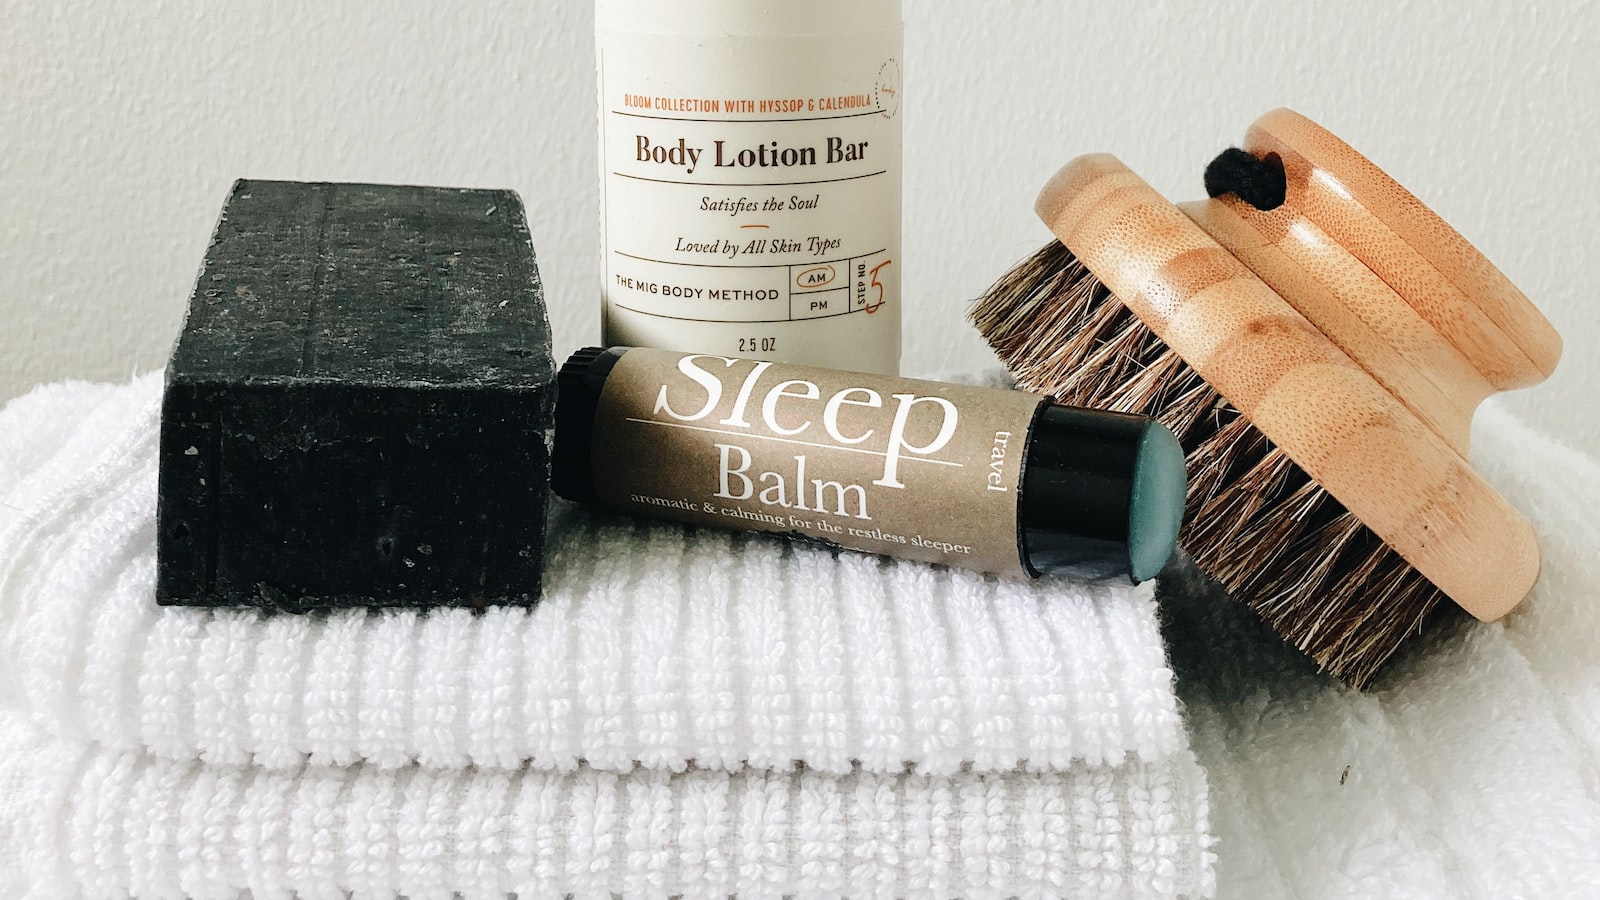 BLOOM COLLECTION WITH HYSSOP & CALENDULA
Body Lotion Bar
Satisfies the Soul
Loved by All Skin Types
THE MIG BODY METHOD
AM
PM
STEP NO.
5
2.5 OZ
Sleep
Balm
travel
aromatic & calming for the restless sleeper